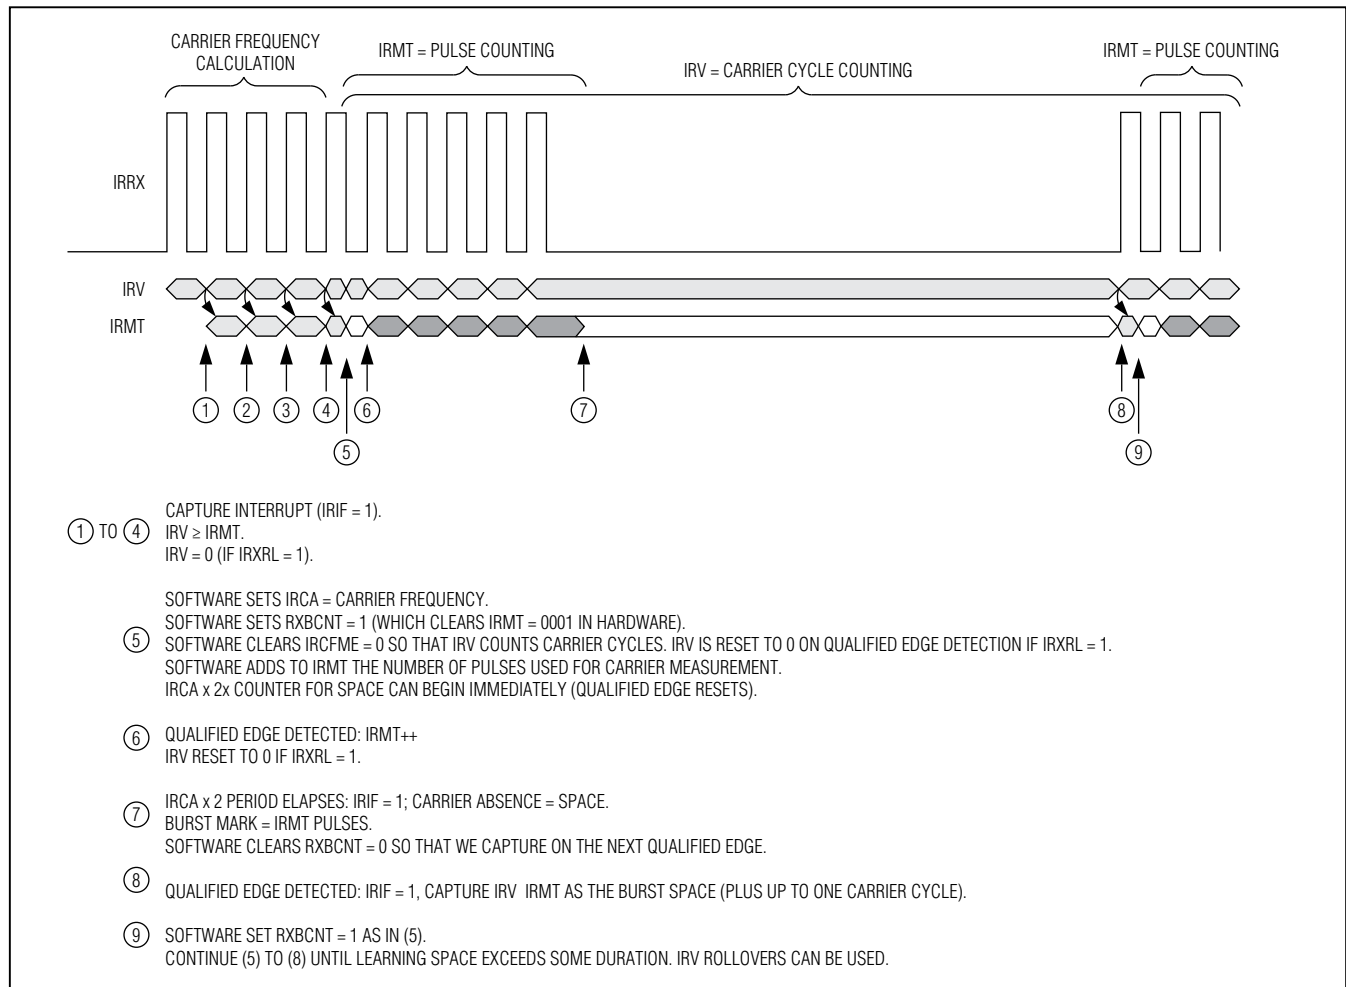 CARRIER FREQUENCY
CALCULATION
IRMT = PULSE COUNTING
IRV = CARRIER CYCLE COUNTING
IRMT = PULSE COUNTING
IRRX
IRV
IRMT
1
2
3
4
6
7
8
5
9
1 TO 4
CAPTURE INTERRUPT (IRIF = 1).
IRV ≥ IRMT.
IRV = 0 (IF IRXRL = 1).
5
SOFTWARE SETS IRCA = CARRIER FREQUENCY.
SOFTWARE SETS RXBCNT = 1 (WHICH CLEARS IRMT = 0001 IN HARDWARE).
SOFTWARE CLEARS IRCFME = 0 SO THAT IRV COUNTS CARRIER CYCLES. IRV IS RESET TO 0 ON QUALIFIED EDGE DETECTION IF IRXRL = 1.
SOFTWARE ADDS TO IRMT THE NUMBER OF PULSES USED FOR CARRIER MEASUREMENT.
IRCA x 2x COUNTER FOR SPACE CAN BEGIN IMMEDIATELY (QUALIFIED EDGE RESETS).
6 QUALIFIED EDGE DETECTED: IRMT++
IRV RESET TO 0 IF IRXRL = 1.
7
IRCA x 2 PERIOD ELAPSES: IRIF = 1; CARRIER ABSENCE = SPACE.
BURST MARK = IRMT PULSES.
SOFTWARE CLEARS RXBCNT = 0 SO THAT WE CAPTURE ON THE NEXT QUALIFIED EDGE.
8
QUALIFIED EDGE DETECTED: IRIF = 1, CAPTURE IRV IRMT AS THE BURST SPACE (PLUS UP TO ONE CARRIER CYCLE).
9 SOFTWARE SET RXBCNT = 1 AS IN (5).
CONTINUE (5) TO (8) UNTIL LEARNING SPACE EXCEEDS SOME DURATION. IRV ROLLOVERS CAN BE USED.